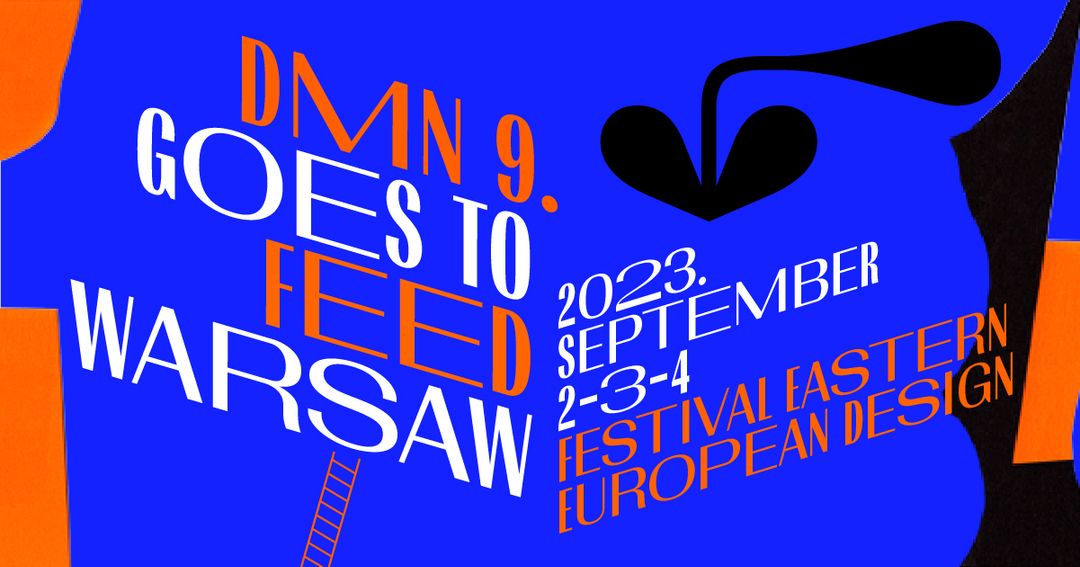 DMN 9.
GOES TO
FEED
WARSAW
2023.
SEPTEMBER
2-3-4
FESTIVAL EASTERN
EUROPEAN DESIGN